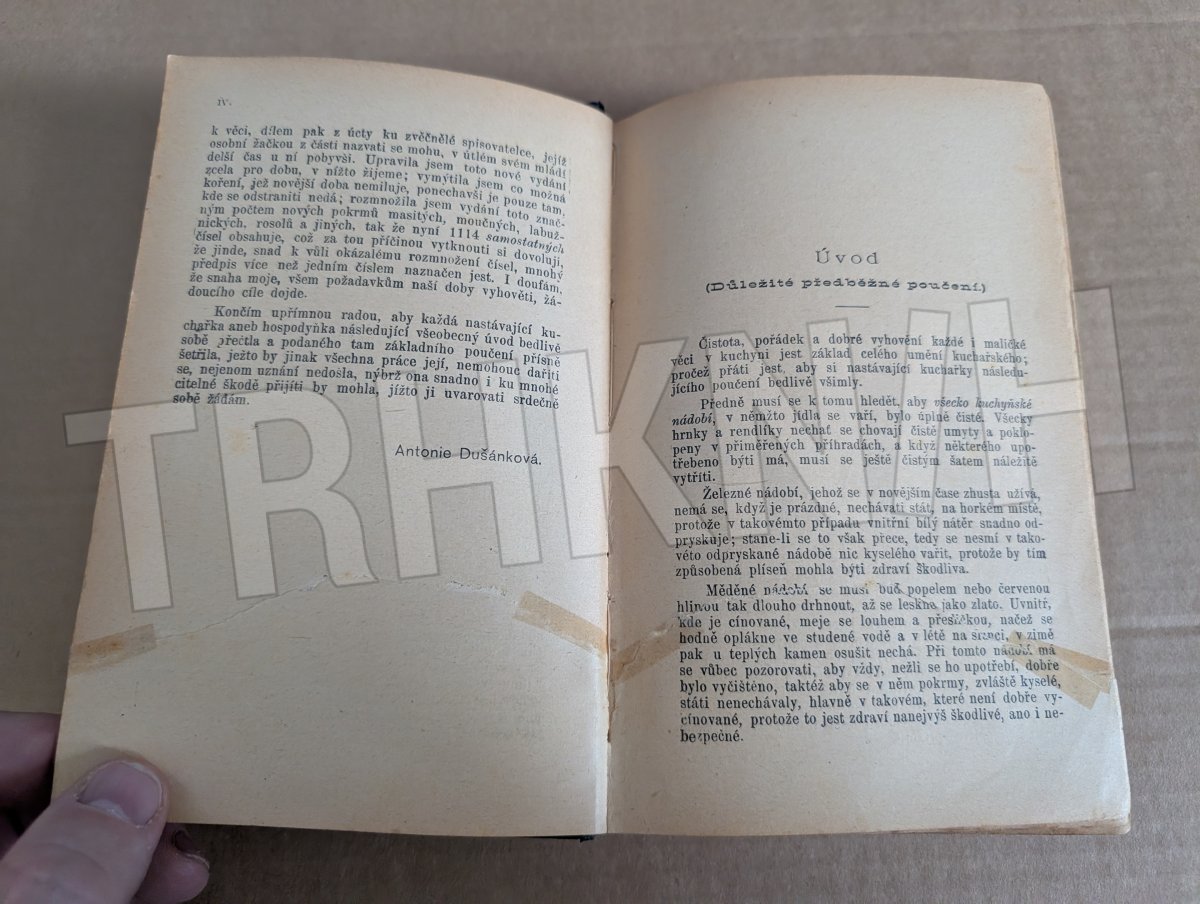 IV.
k věci, dílem pak z úcty ku zvěčnělé spisovatelce, jejíž
osobní žačkou z části nazvati se mohu, v útlém svém mládí
delší čas u ní pobyvši. Upravila jsem toto nové vydání
zcela pro dobu, v nížto žijeme; vymýtila jsem co možná
koření, jež novější doba nemiluje, ponechavši je pouze tam,
kde se odstraniti nedá; rozmnožila jsem vydání toto znač-
ným počtem nových pokrmů masitých, moučných, labuž-
nických, rosolů a jiných, tak že nyní 1114 samostatných
čísel obsahuje, což za tou příčinou vytknouti si dovoluji,
že jinde, snad k vůli okázalému rozmnožení čísel, mnohý
předpis více než jedním číslem naznačen jest. I doufám,
že snaha moje, všem požadavkům naší doby vyhověti, žá-
doucího cíle dojde.
Končím upřímnou radou, aby každá nastávající ku-
chařka aneb hospodyňka následující všeobecný úvod bedlivě
sobě přečtla a podaného tam základního poučení přísně
šetřila, ježto by jinak všechna práce její, nemohouc dařiti
se, nejenom uznání nedošla, nýbrž ona snadno i ku mnohé
citelné škodě přijíti by mohla, jížto ji uvarovati srdečně
sobě žádám.
Antonie Dušánková.
Úvod
(Důležité předběžné poučení.)
Čistota, pořádek a dobré vyhovění každé i maličké
věci v kuchyni jest základ celého umění kuchařského;
pročež přáti jest, aby si nastávající kuchařky následu-
jícího poučení bedlivě všimly.
Předně musí se k tomu hledět, aby všecko kuchyňské
nádobí, v němžto jídla se vaří, bylo úplně čisté. Všecky
hrnky a rendlíky nechať se chovají čistě umyty a poklo-
peny v přiměřených příhradách, a když některého upo-
třebeno býti má, musí se ještě čistým šatem náležitě
vytříti.
Železné nádobí, jehož se v novějším čase zhusta užívá,
nemá se, když je prázdné, nechávati stát, na horkém místě,
protože v takovémto případu vnitřní bílý nátěr snadno od-
pryskuje; stane-li se to však přece, tedy se nesmí v tako-
véto odpryskané nádobě nic kyselého vařit, protože by tím
způsobená plíseň mohla býti zdraví škodliva.
Měděné nádobí se musí buď popelem nebo červenou
hlinou tak dlouho drhnout, až se leskne jako zlato. Uvnitř,
kde je cínované, meje se louhem a přesličkou, načež se
hodně oplákne ve studené vodě a v létě na slunci, v zimě
pak u teplých kamen osušit nechá. Při tomto nádobí má
se vůbec pozorovati, aby vždy, nežli se ho upotřebí, dobře
bylo vyčištěno, taktéž aby se v něm pokrmy, zvláště kyselé,
státi nenechávaly, hlavně v takovém, které není dobře vy-
cínované, protože to jest zdraví nanejvýš škodlivé, ano i ne-
bezpečné.
TRHKNIH